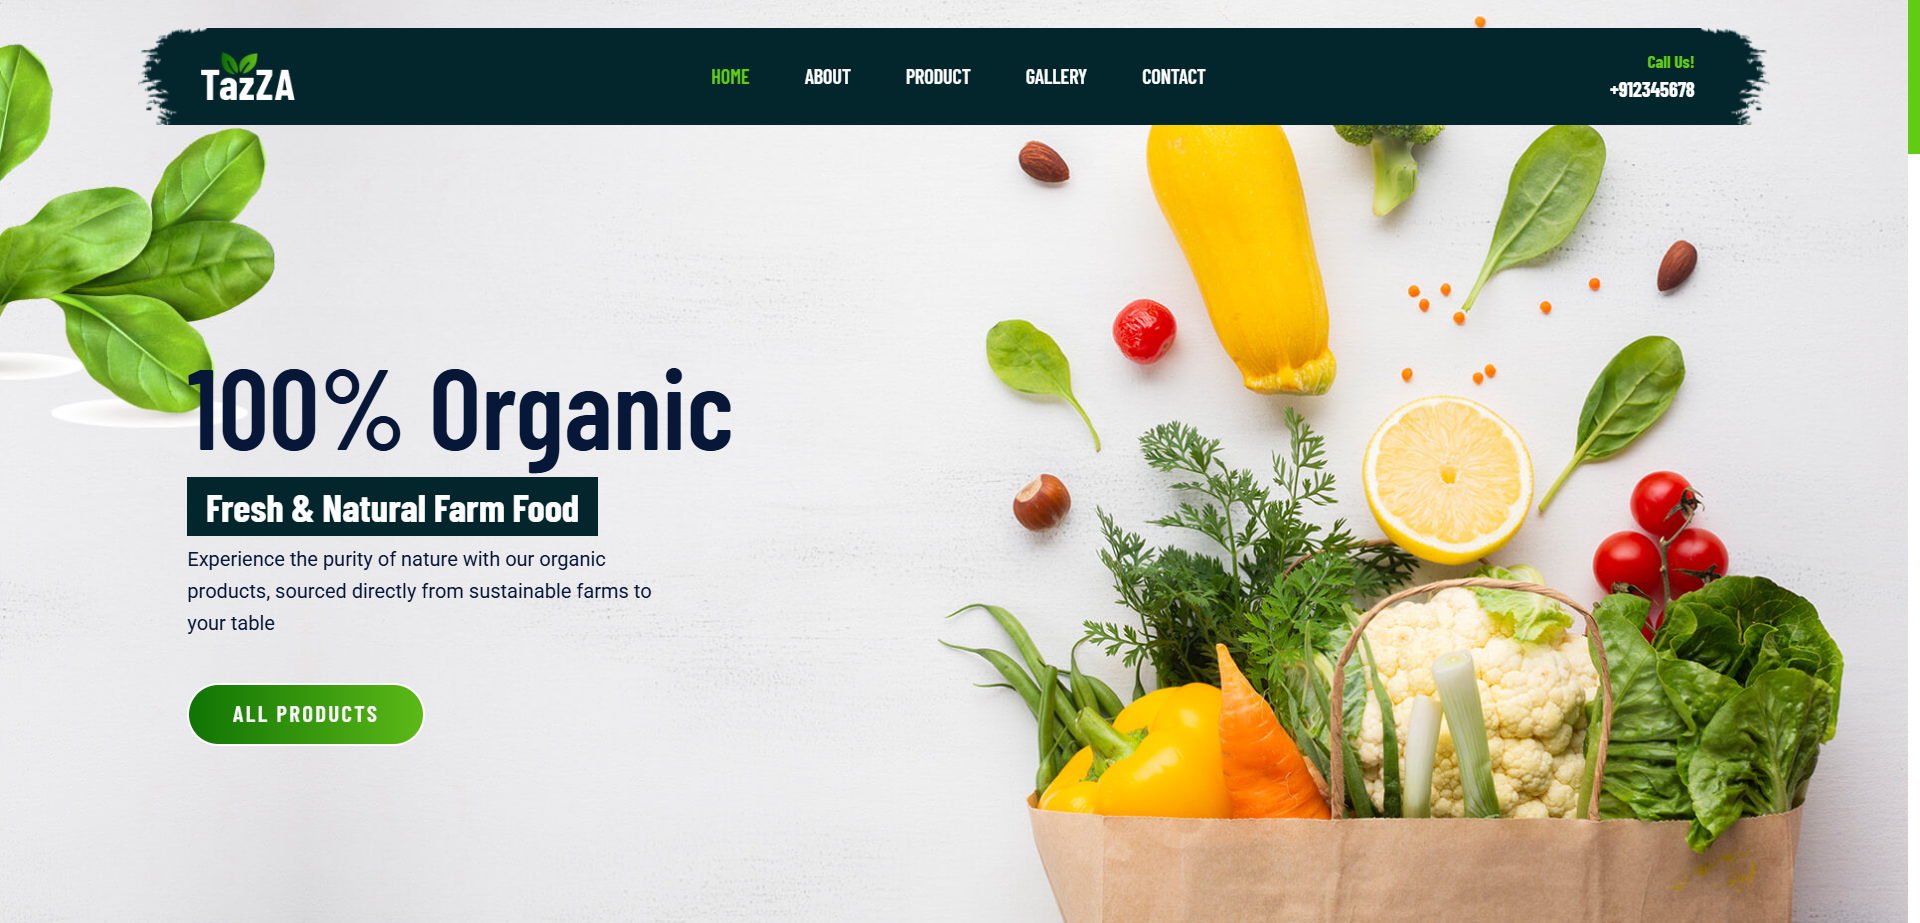 TazZA
HOME ABOUT PRODUCT GALLERY CONTACT
Call Us!
+912345678
100% Organic
Fresh & Natural Farm Food
Experience the purity of nature with our organic
products, sourced directly from sustainable farms to
your table
ALL PRODUCTS